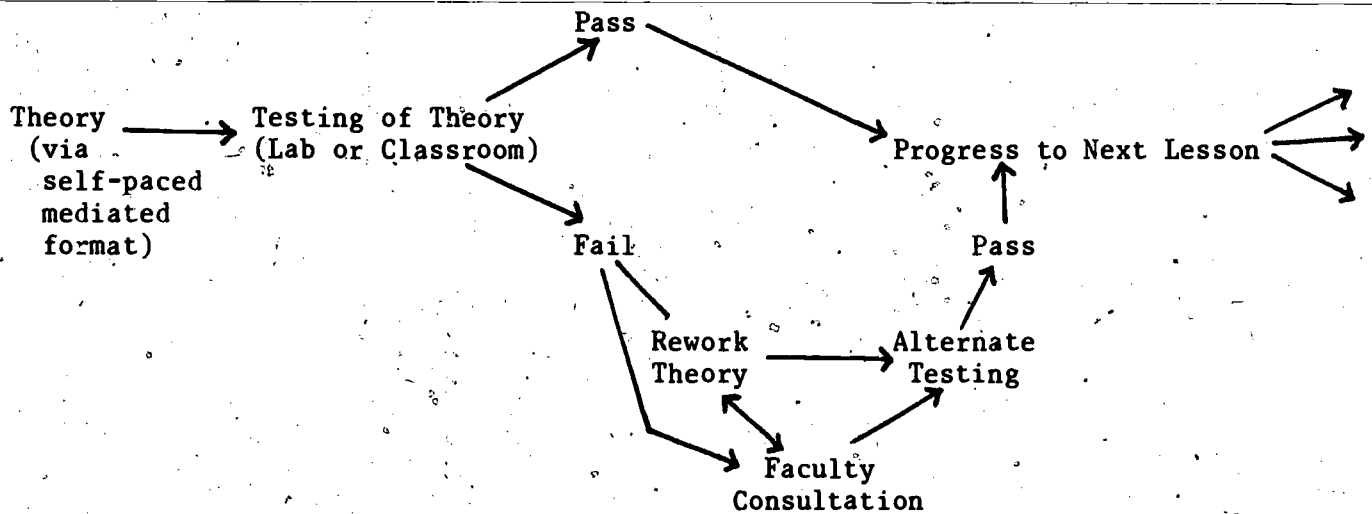 Pass
Theory
(via
self-paced
mediated
format)
Testing of Theory
(Lab or Classroom)
Progress to Next Lesson
Fail
Pass
Rework
Theory
Alternate
Testing
Faculty
Consultation